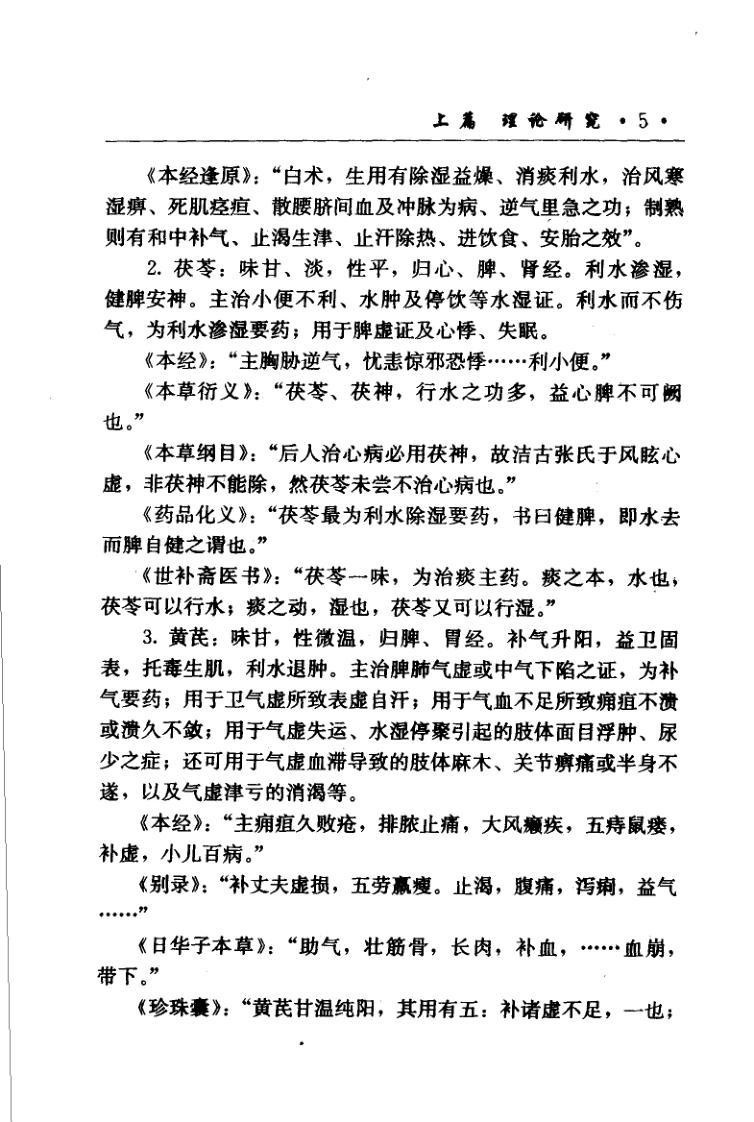 上篇 理论研究 · 5 ·
《本经逢原》：“白术，生用有除湿益燥、消痰利水，治风寒
湿痹、死肌痉疸、散腰脐间血及冲脉为病、逆气里急之功；制熟
则有和中补气、止渴生津、止汗除热、进饮食、安胎之效”。
2. 茯苓：味甘、淡，性平，归心、脾、肾经。利水渗湿，
健脾安神。主治小便不利、水肿及停饮等水湿证。利水而不伤
气，为利水渗湿要药；用于脾虚证及心悸、失眠。
《本经》：“主胸胁逆气，忧恚惊邪恐悸……利小便。”
《本草衍义》：“茯苓、茯神，行水之功多，益心脾不可阙
也。”
《本草纲目》：“后人治心病必用茯神，故洁古张氏于风眩心
虚，非茯神不能除，然茯苓未尝不治心病也。”
《药品化义》：“茯苓最为利水除湿要药，书曰健脾，即水去
而脾自健之谓也。”
《世补斋医书》：“茯苓一味，为治痰主药。痰之本，水也，
茯苓可以行水；痰之动，湿也，茯苓又可以行湿。”
3. 黄芪：味甘，性微温，归脾、胃经。补气升阳，益卫固
表，托毒生肌，利水退肿。主治脾肺气虚或中气下陷之证，为补
气要药；用于卫气虚所致表虚自汗；用于气血不足所致痈疽不溃
或溃久不敛；用于气虚失运、水湿停聚引起的肢体面目浮肿、尿
少之症；还可用于气虚血滞导致的肢体麻木、关节痹痛或半身不
遂，以及气虚津亏的消渴等。
《本经》：“主痈疽久败疮，排脓止痛，大风癞疾，五痔鼠瘘，
补虚，小儿百病。”
《别录》：“补丈夫虚损，五劳羸瘦。止渴，腹痛，泻痢，益气
……”
《日华子本草》：“助气，壮筋骨，长肉，补血，……血崩，
带下。”
《珍珠囊》：“黄芪甘温纯阳，其用有五：补诸虚不足，一也；